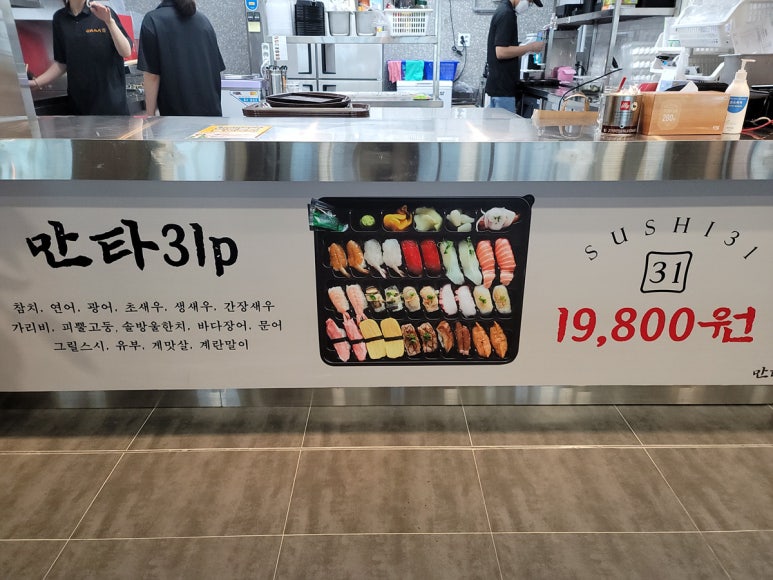 만타31p
참치, 연어, 광어, 초새우, 생새우, 간장새우
가리비, 피뿔고둥, 솔방울한치, 바다장어, 문어
그릴스시, 유부, 게맛살, 계란말이
SUSHI31
31
19,800원